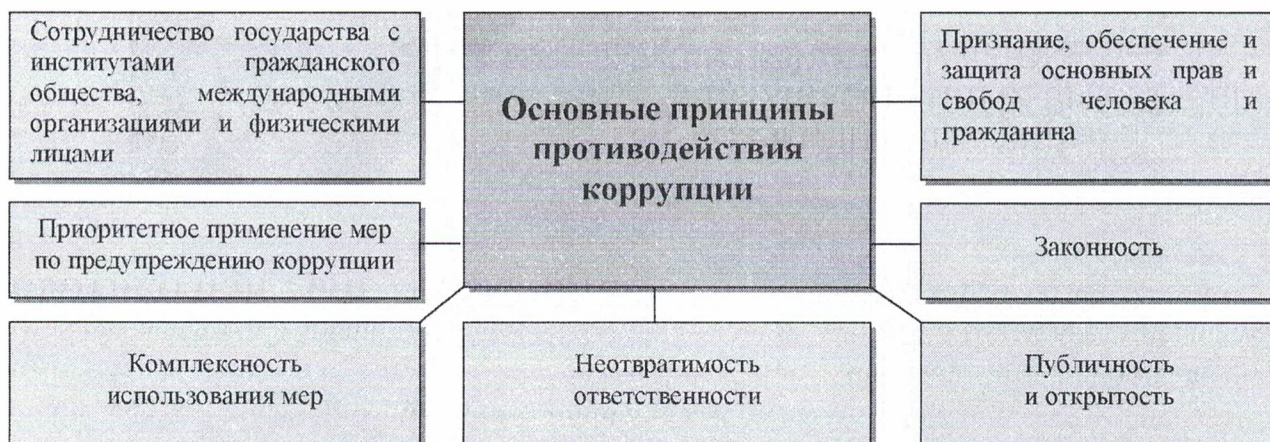 Сотрудничество государства с
институтами гражданского
общества, международными
организациями и физическими
лицами
Основные принципы
противодействия
коррупции
Признание, обеспечение и
защита основных прав и
свобод человека и
гражданина
Приоритетное применение мер
по предупреждению коррупции
Законность
Комплексность
использования мер
Неотвратимость
ответственности
Публичность
и открытость